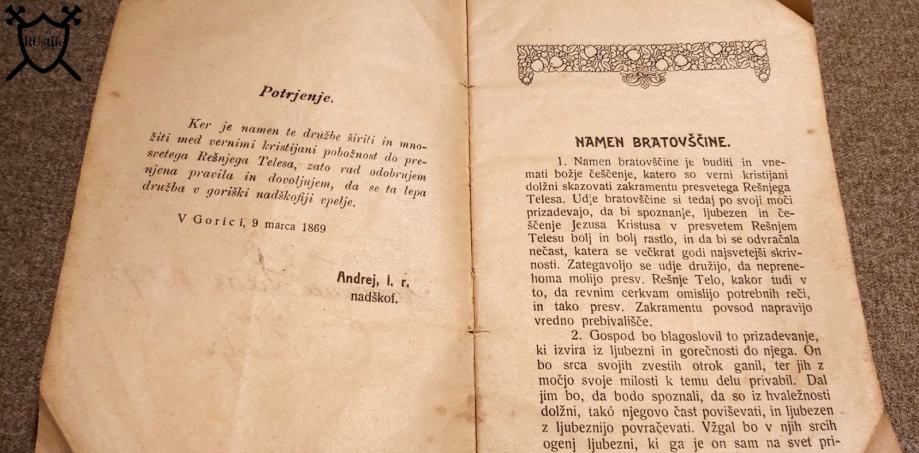 RUstik
Potrjenje.
Ker je namen te družbe širiti in mno-
žiti med vernimi kristijani pobožnost do pre-
svetega Rešnjega Telesa, zato rad odobrujem
njena pravila in dovoljujem, da se ta lepa
družba v goriški nadškofiji vpelje.
V Gorici, 9 marca 1869
Andrej, l. r.
nadškof.
NAMEN BRATOVŠČINE.
1. Namen bratovščine je buditi in vne-
mati božje češčenje, katero so verni kristijani
dolžni skazovati zakramentu presvetega Rešnjega
Telesa. Udje bratovščine si tedaj po svoji moči
prizadevajo, da bi spoznanje, ljubezen in če-
ščenje Jezusa Kristusa v presvetem Rešnjem
Telesu bolj in bolj rastlo, in da bi se odvračala
nečast, katera se večkrat godi najsvetejši skriv-
nosti. Zategavoljo se udje družijo, da neprene-
homa molijo presv. Rešnje Telo, kakor tudi v
to, da revnim cerkvam omislijo potrebnih reči,
in tako presv. Zakramentu povsod napravijo
vredno prebivališče.
2. Gospod bo blagoslovil to prizadevanje,
ki izvira iz ljubezni in gorečnosti do njega. On
bo srca svojih zvestih otrok ganil, ter jih z
močjo svoje milosti k temu delu privabil. Dal
jim bo, da bodo spoznali, da so iz hvaležnosti
dolžni, takó njegovo čast poviševati, in ljubezen
z ljubeznijo povračevati. Vžgal bo v njih srcih
ogenj ljubezni, ki ga je on sam na svet pri-